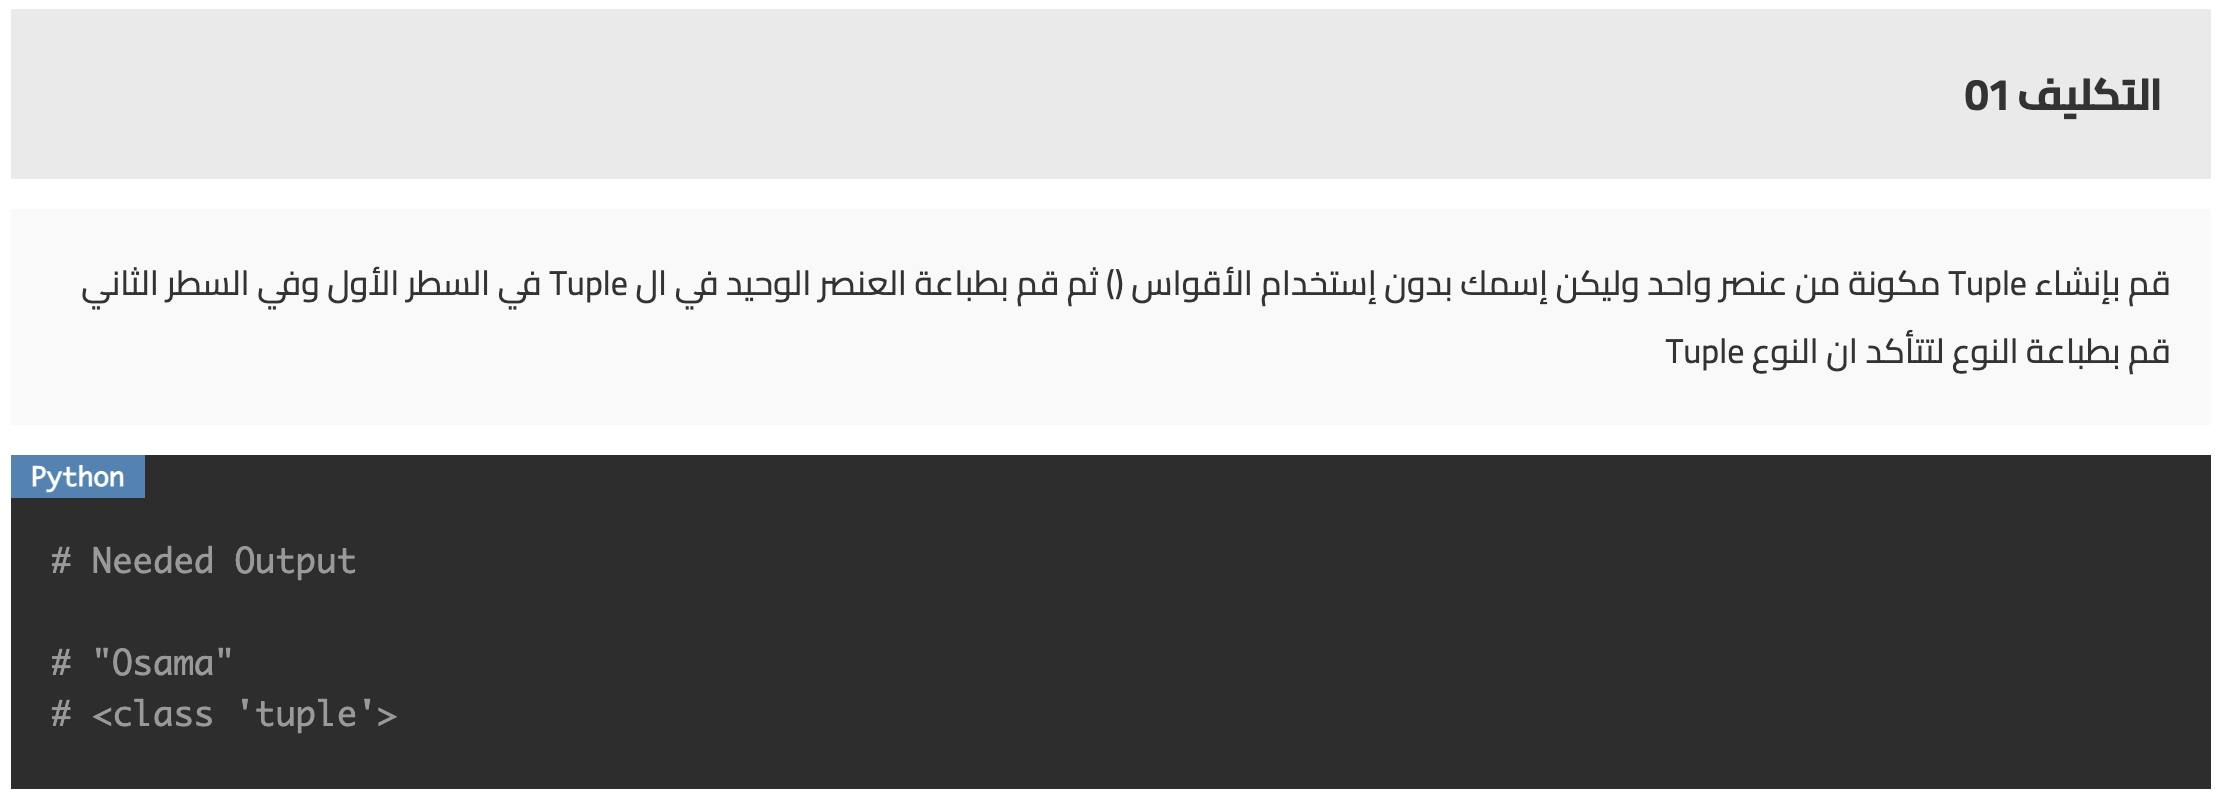 التكليف 01
قم بإنشاء Tuple مكونة من عنصر واحد وليكن إسمك بدون إستخدام الأقواس () ثم قم بطباعة العنصر الوحيد في ال Tuple في السطر الأول وفي السطر الثاني
قم بطباعة النوع لتتأكد ان النوع Tuple
Python
# Needed Output
# "Osama"
# <class 'tuple'>